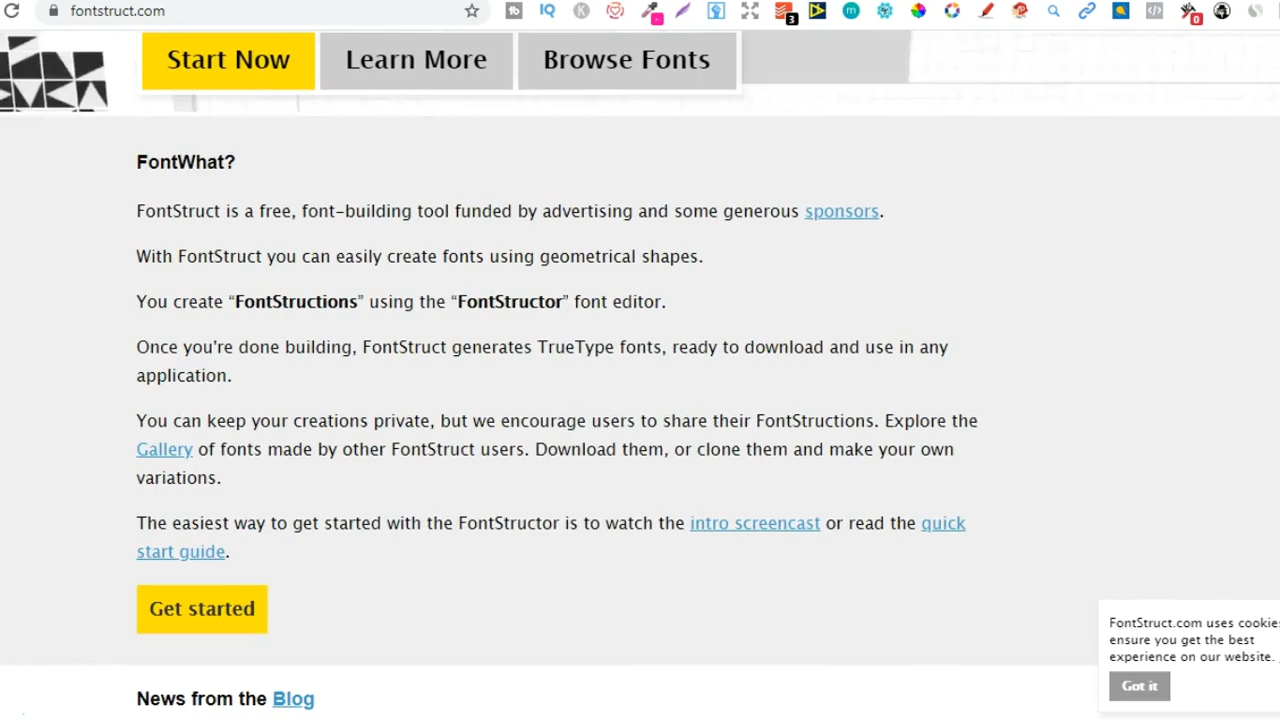 fontstruct.com
3
0
Start Now
Learn More
Browse Fonts
FontWhat?
FontStruct is a free, font-building tool funded by advertising and some generous sponsors.
With FontStruct you can easily create fonts using geometrical shapes.
You create “FontStructions” using the “FontStructor” font editor.
Once you're done building, FontStruct generates TrueType fonts, ready to download and use in any
application.
You can keep your creations private, but we encourage users to share their FontStructions. Explore the
Gallery of fonts made by other FontStruct users. Download them, or clone them and make your own
variations.
The easiest way to get started with the FontStructor is to watch the intro screencast or read the quick
start guide.
Get started
FontStruct.com uses cookies
ensure you get the best
experience on our website.
Got it
News from the Blog